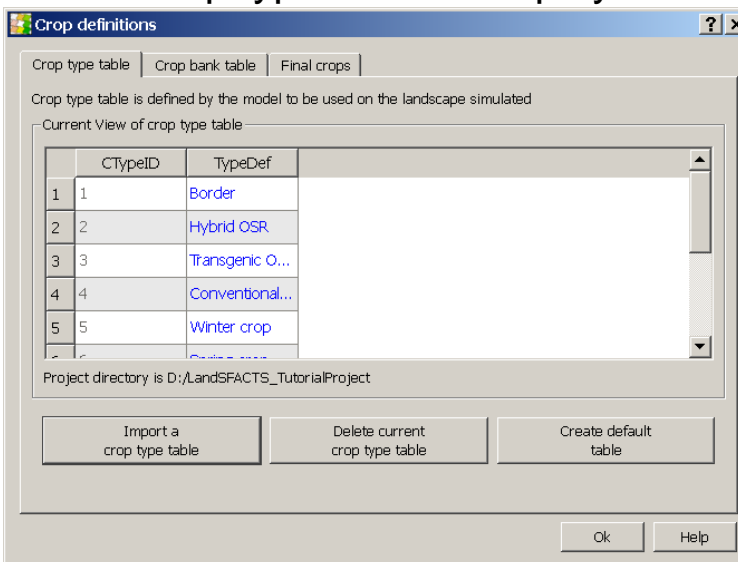 Crop definitions ? x
Crop type table Crop bank table Final crops
Crop type table is defined by the model to be used on the landscape simulated
Current View of crop type table
CTypeID TypeDef
1 1 Border
2 2 Hybrid OSR
3 3 Transgenic O...
4 4 Conventional...
5 5 Winter crop
Project directory is D:/LandSFACTS_TutorialProject
Import a Delete current Create default
crop type table crop type table table
Ok Help